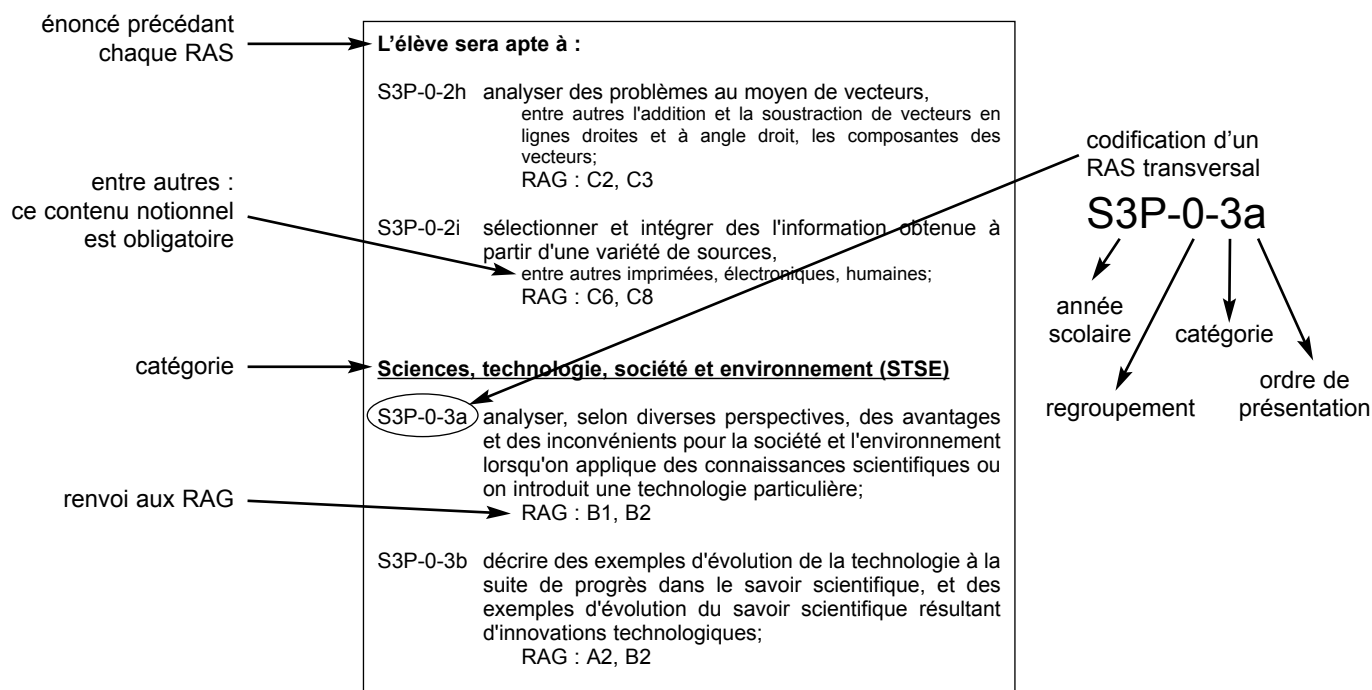 énoncé précédant
chaque RAS
L'élève sera apte à :
S3P-0-2h analyser des problèmes au moyen de vecteurs,
entre autres l'addition et la soustraction de vecteurs en
lignes droites et à angle droit, les composantes des
vecteurs;
RAG : C2, C3
entre autres :
ce contenu notionnel
est obligatoire
S3P-0-2i sélectionner et intégrer des l'information obtenue à
partir d'une variété de sources,
entre autres imprimées, électroniques, humaines;
RAG : C6, C8
catégorie
Sciences, technologie, société et environnement (STSE)
S3P-0-3a analyser, selon diverses perspectives, des avantages
et des inconvénients pour la société et l'environnement
lorsqu'on applique des connaissances scientifiques ou
on introduit une technologie particulière;
renvoi aux RAG
RAG : B1, B2
S3P-0-3b décrire des exemples d'évolution de la technologie à la
suite de progrès dans le savoir scientifique, et des
exemples d'évolution du savoir scientifique résultant
d'innovations technologiques;
RAG : A2, B2
codification d'un
RAS transversal
S3P-0-3a
année
scolaire
catégorie
regroupement
ordre de
présentation